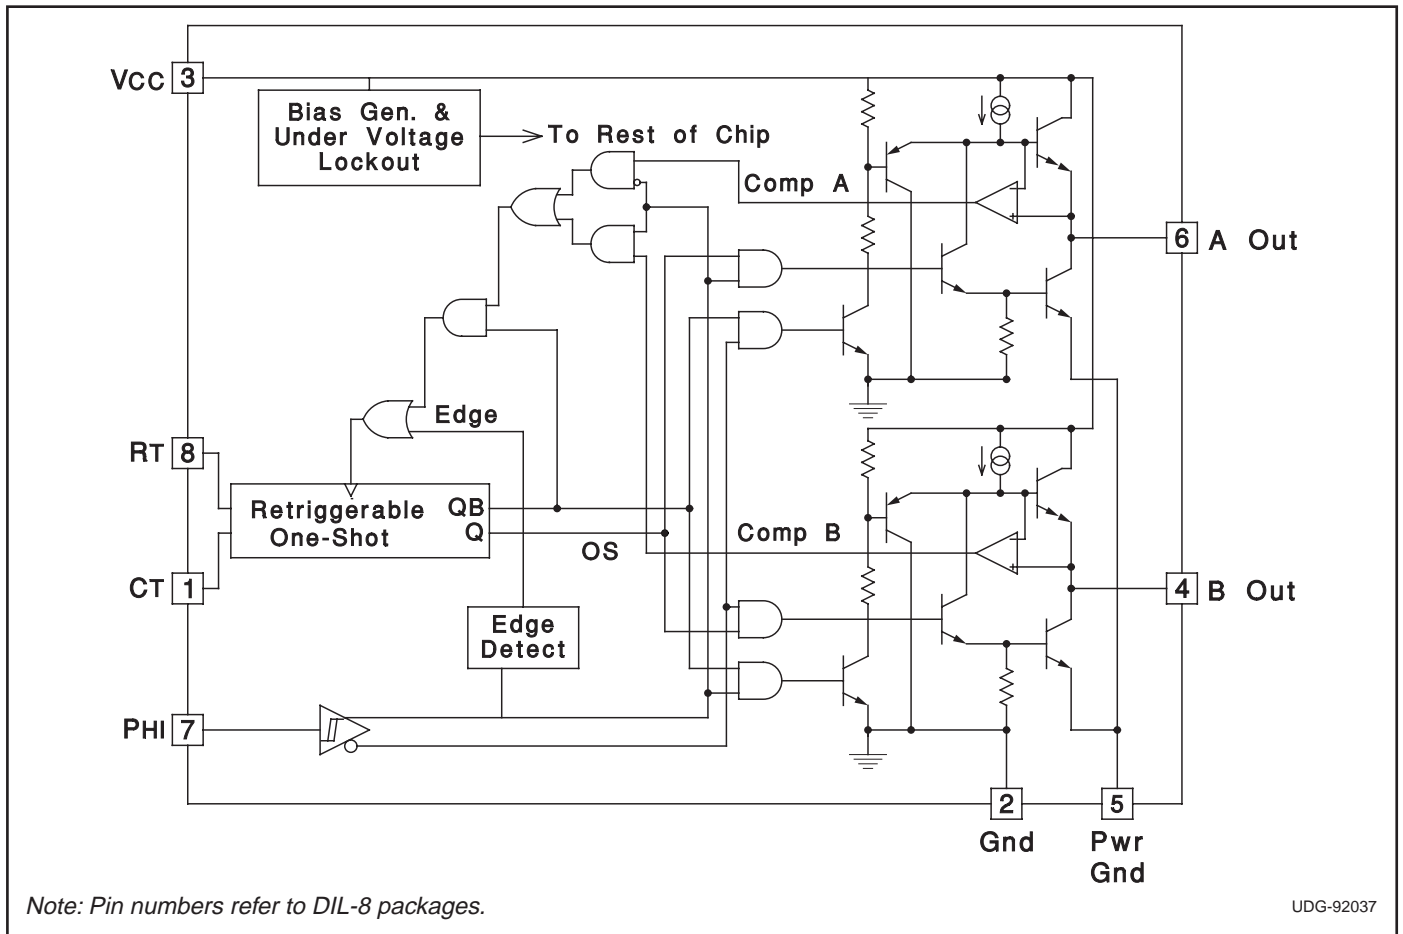 VCC 3
Bias Gen. &
Under Voltage
Lockout
To Rest of Chip
Comp A
6 A Out
Edge
RT 8
Retriggerable
One-Shot
QB
Q
OS
Comp B
CT 1
4 B Out
Edge
Detect
PHI 7
2
Gnd
5
Pwr
Gnd
Note: Pin numbers refer to DIL-8 packages.
UDG-92037